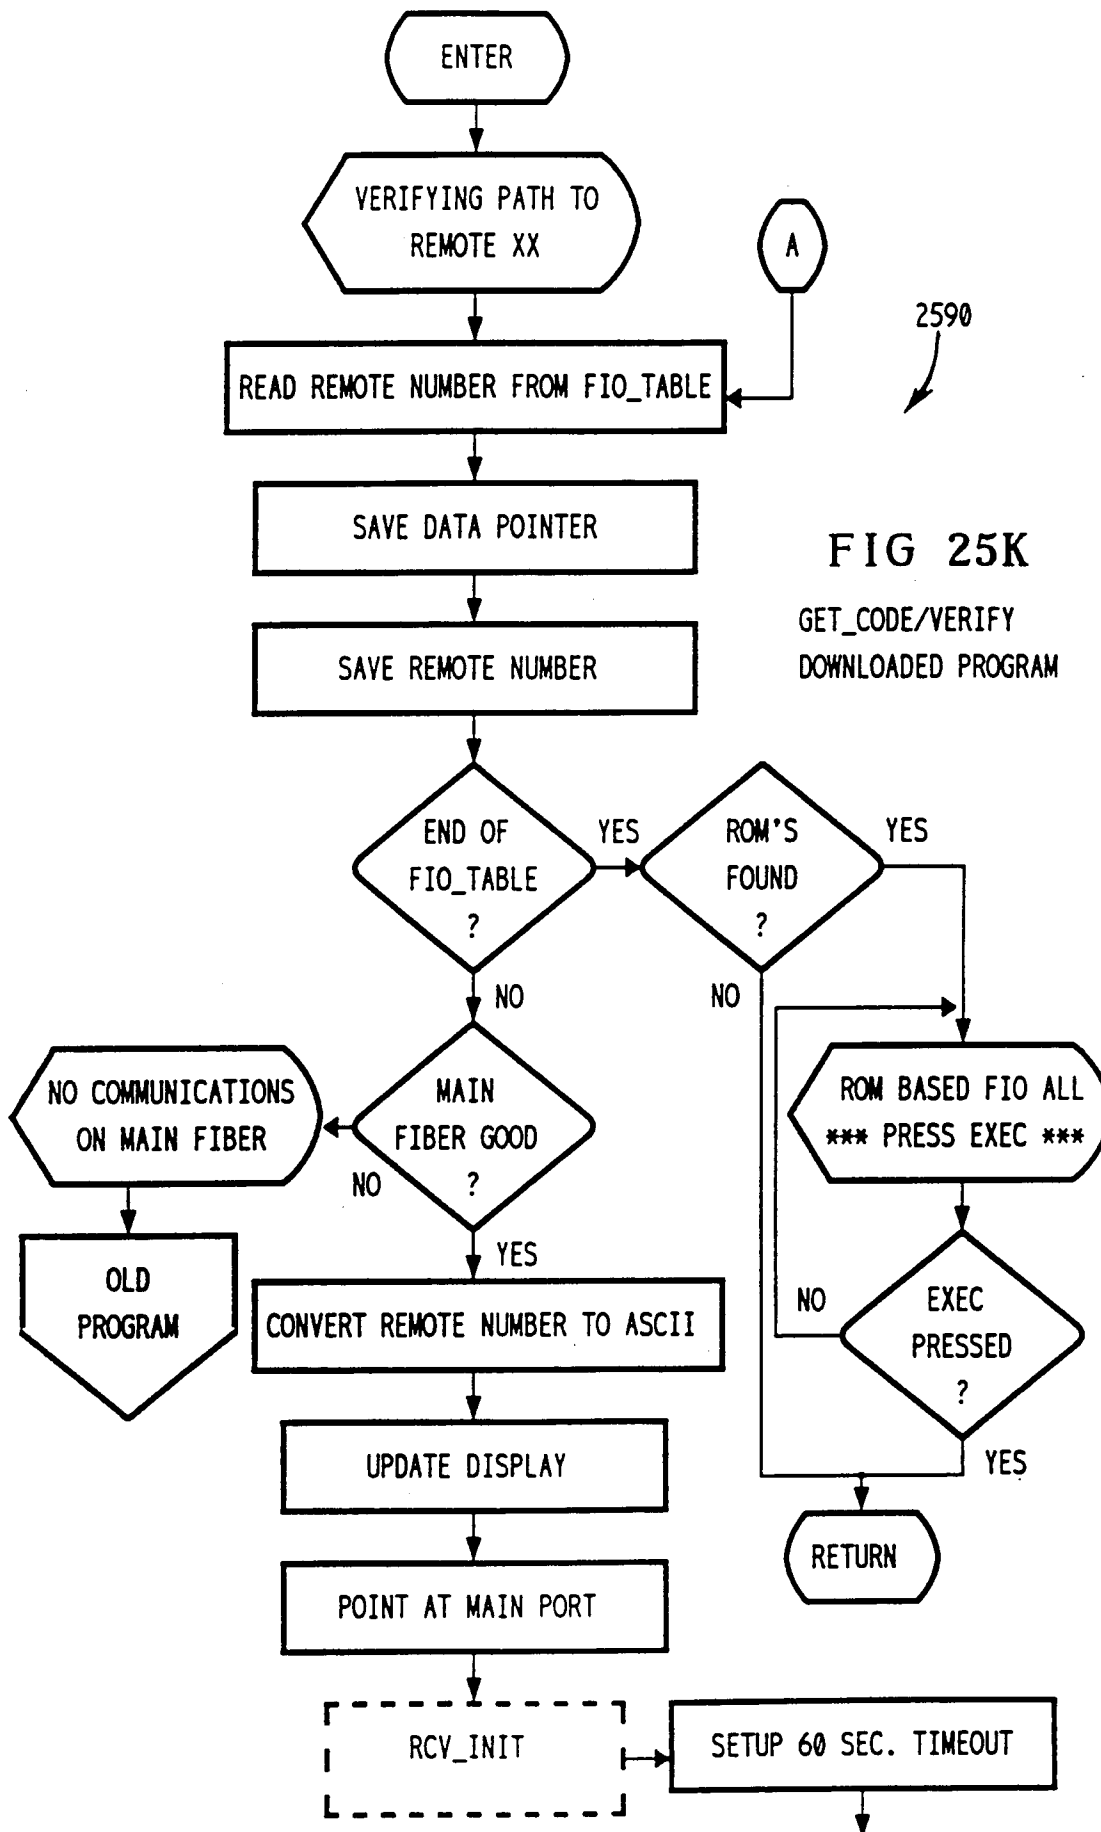 ENTER
VERIFYING PATH TO
REMOTE XX
A
2590
READ REMOTE NUMBER FROM FIO_TABLE
SAVE DATA POINTER
FIG 25K
GET_CODE/VERIFY
DOWNLOADED PROGRAM
SAVE REMOTE NUMBER
END OF
FIO_TABLE
?
YES
ROM'S
FOUND
?
YES
NO
NO
NO COMMUNICATIONS
ON MAIN FIBER
MAIN
FIBER GOOD
?
NO
ROM BASED FIO ALL
*** PRESS EXEC ***
OLD
PROGRAM
YES
CONVERT REMOTE NUMBER TO ASCII
NO
EXEC
PRESSED
?
YES
UPDATE DISPLAY
RETURN
POINT AT MAIN PORT
RCV_INIT
SETUP 60 SEC. TIMEOUT